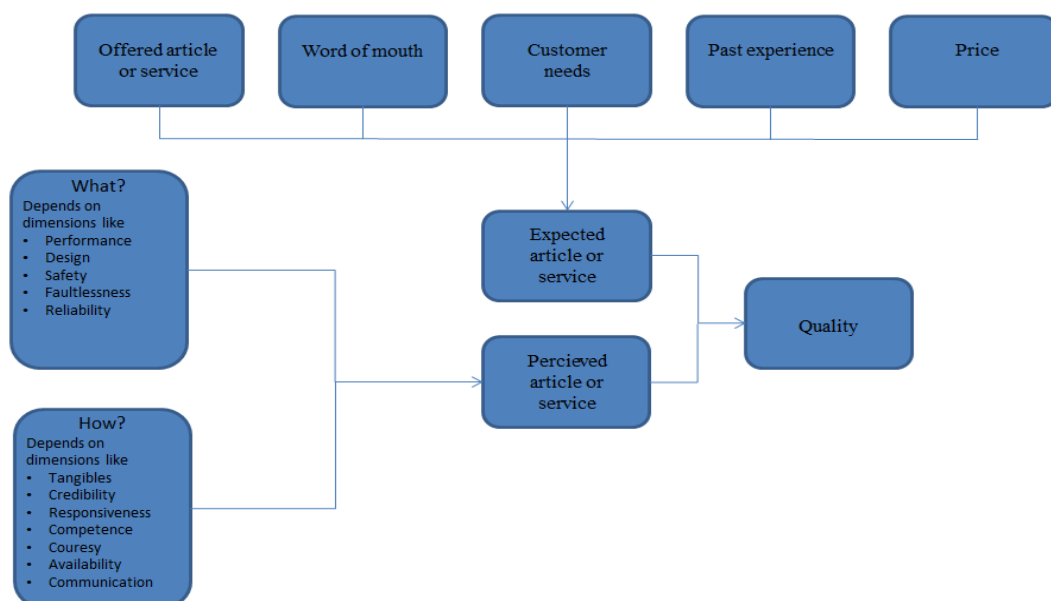 Offered article
or service
Word of mouth
Customer
needs
Past experience
Price
What?
Depends on
dimensions like
• Performance
• Design
• Safety
• Faultlessness
• Reliability
Expected
article or
service
Quality
Percieved
article or
service
How?
Depends on
dimensions like
• Tangibles
• Credibility
• Responsiveness
• Competence
• Couresy
• Availability
• Communication